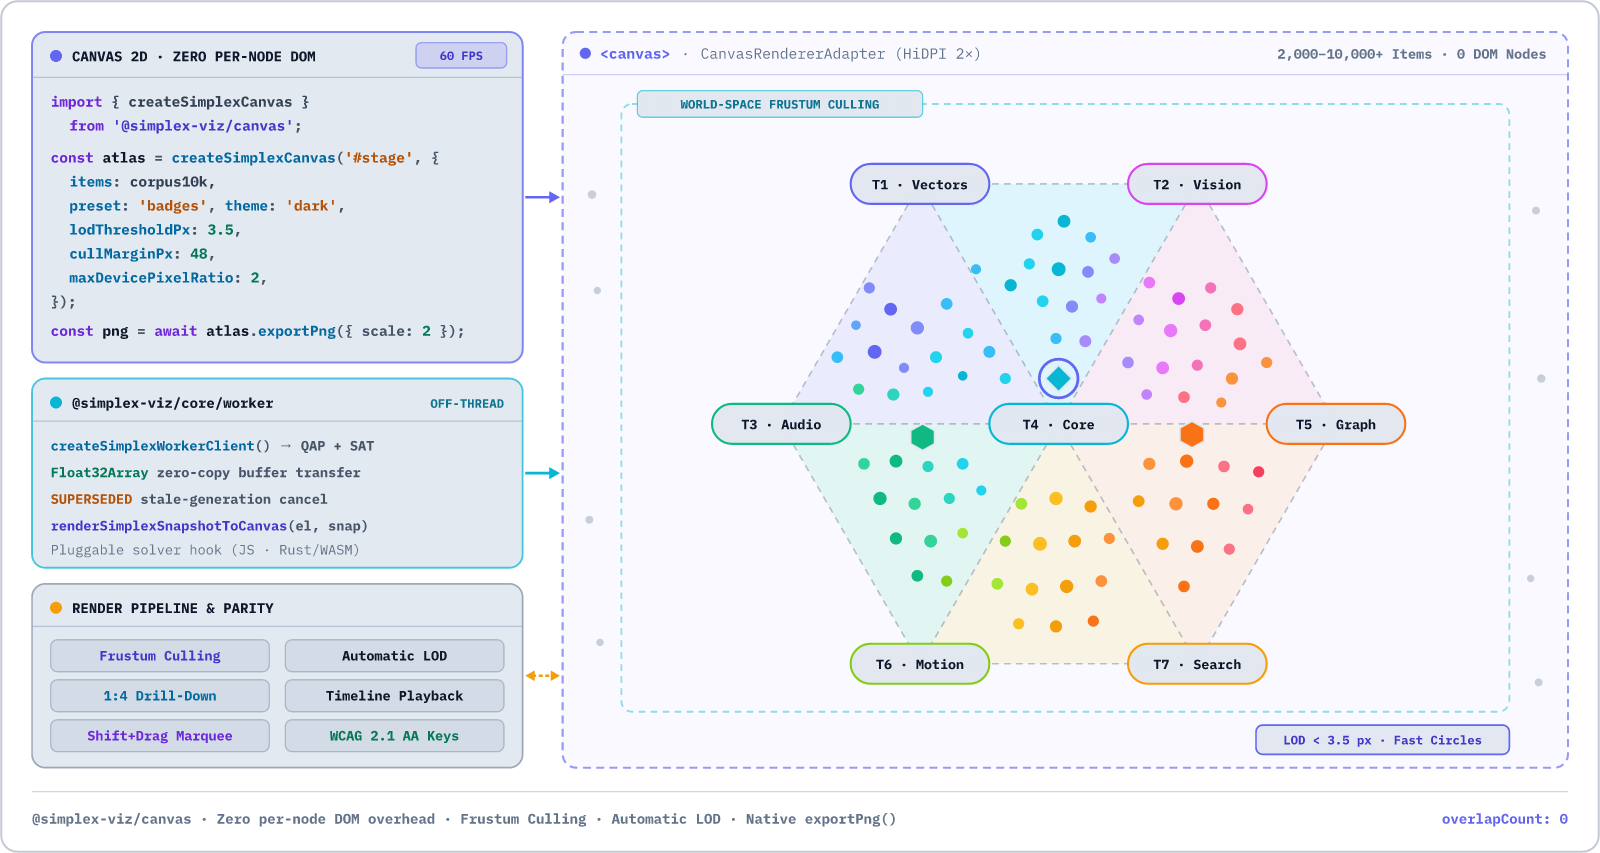 CANVAS 2D · ZERO PER-NODE DOM
60 FPS
import { createSimplexCanvas }
from '@simplex-viz/canvas';
const atlas = createSimplexCanvas('#stage', {
items: corpus10k,
preset: 'badges', theme: 'dark',
lodThresholdPx: 3.5,
cullMarginPx: 48,
maxDevicePixelRatio: 2,
});
const png = await atlas.exportPng({ scale: 2 });
@simplex-viz/core/worker
OFF-THREAD
createSimplexWorkerClient() → QAP + SAT
Float32Array zero-copy buffer transfer
SUPERSEDED stale-generation cancel
renderSimplexSnapshotToCanvas(el, snap)
Pluggable solver hook (JS · Rust/WASM)
RENDER PIPELINE & PARITY
Frustum Culling
Automatic LOD
1:4 Drill-Down
Timeline Playback
Shift+Drag Marquee
WCAG 2.1 AA Keys
<canvas> · CanvasRendererAdapter (HiDPI 2×)
2,000–10,000+ Items · 0 DOM Nodes
WORLD-SPACE FRUSTUM CULLING
T1 · Vectors
T2 · Vision
T3 · Audio
T4 · Core
T5 · Graph
T6 · Motion
T7 · Search
LOD < 3.5 px · Fast Circles
@simplex-viz/canvas · Zero per-node DOM overhead · Frustum Culling · Automatic LOD · Native exportPng()
overlapCount: 0